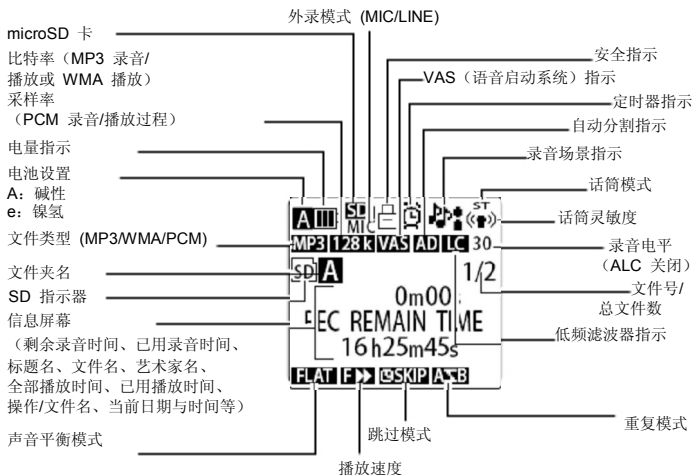 外录模式 (MIC/LINE)
microSD 卡
比特率（MP3 录音/
播放或 WMA 播放）
采样率
（PCM 录音/播放过程）
电量指示
电池设置
A：碱性
e：镍氢
文件类型 (MP3/WMA/PCM)
文件夹名
SD 指示器
信息屏幕
（剩余录音时间、已用录音时间、
标题名、文件名、艺术家名、
全部播放时间、已用播放时间、
操作/文件名、当前日期与时间等）
声音平衡模式
安全指示
VAS（语音启动系统）指示
定时器指示
自动分割指示
录音场景指示
话筒模式
话筒灵敏度
录音电平
（ALC 关闭）
文件号/
总文件数
低频滤波器指示
重复模式
跳过模式
播放速度
A SD MIC ST
MP3 128 k VAS AD LC 30
SD A 1/2
0m00s
REC REMAIN TIME
16h25m45s
FLAT F SKIP A B